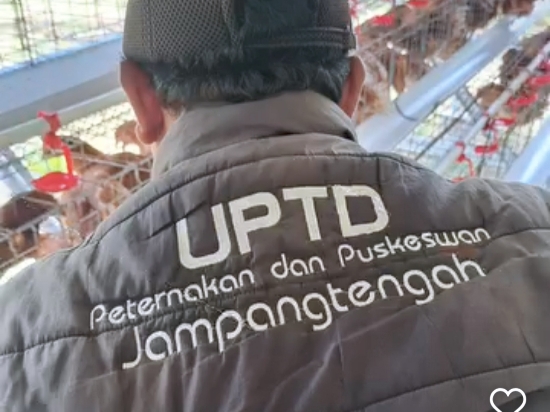 UPTD
Peternakan dan Puskeswan
Jampangtengah